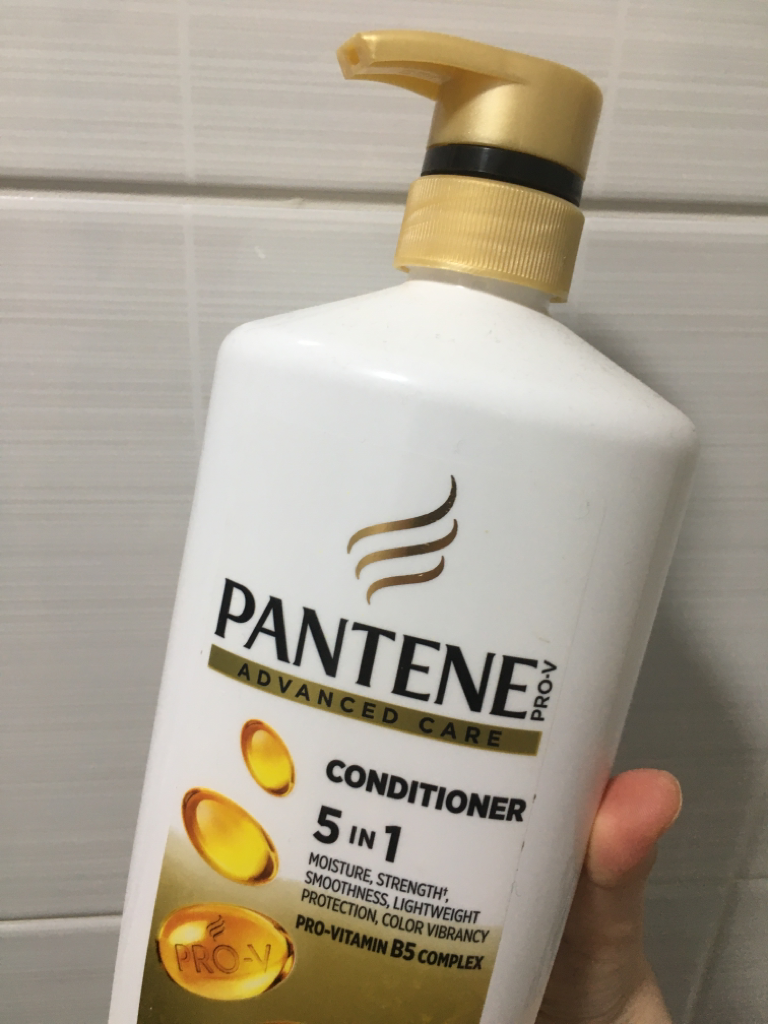 PANTENE PRO-V
ADVANCED CARE
CONDITIONER
5 IN 1
MOISTURE, STRENGTH†,
SMOOTHNESS, LIGHTWEIGHT
PROTECTION, COLOR VIBRANCY
PRO-VITAMIN B5 COMPLEX
PRO-V